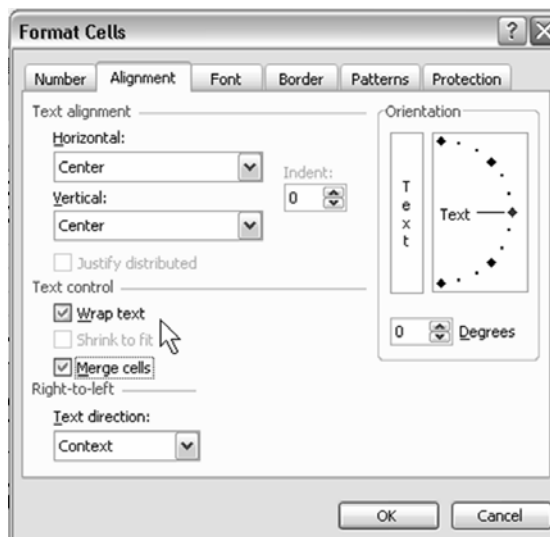 Format Cells
Number Alignment Font Border Patterns Protection
Text alignment
Horizontal:
Center
Indent:
0
Vertical:
Center
Justify distributed
Text control
Wrap text
Shrink to fit
Merge cells
Right-to-left
Text direction:
Context
Orientation
Text
Text
0 Degrees
OK Cancel